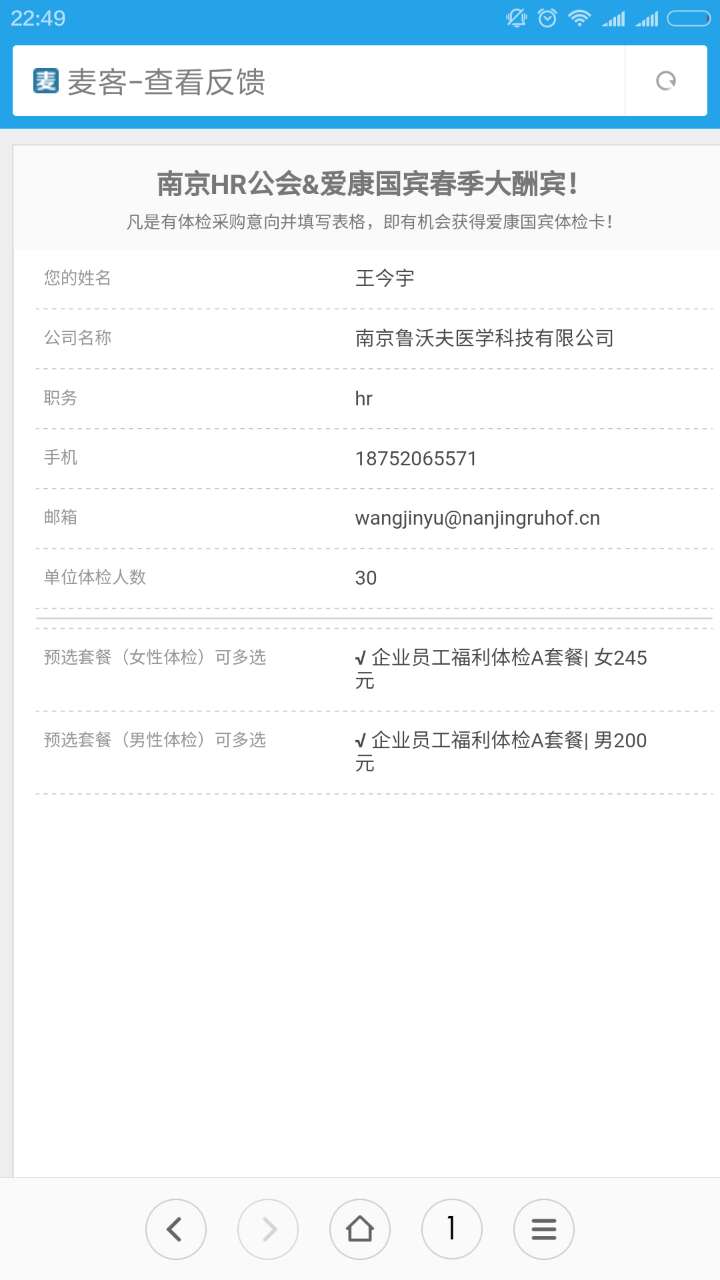 22:49
麦 麦客-查看反馈
南京HR公会&爱康国宾春季大酬宾！
凡是有体检采购意向并填写表格，即有机会获得爱康国宾体检卡！
您的姓名 王今宇
公司名称 南京鲁沃夫医学科技有限公司
职务 hr
手机 18752065571
邮箱 wangjinyu@nanjingruhof.cn
单位体检人数 30
预选套餐（女性体检）可多选 √ 企业员工福利体检A套餐| 女245
元
预选套餐（男性体检）可多选 √ 企业员工福利体检A套餐| 男200
元
1